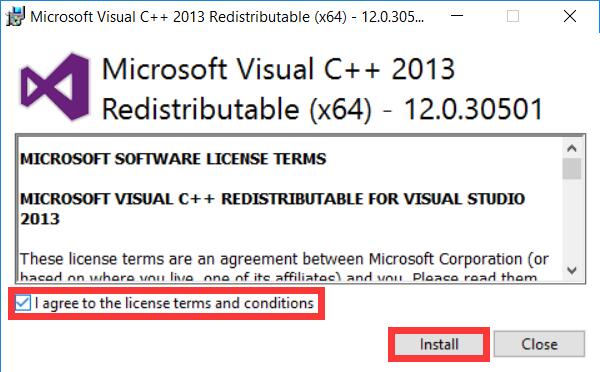 Microsoft Visual C++ 2013 Redistributable (x64) - 12.0.305...
Microsoft Visual C++ 2013
Redistributable (x64) - 12.0.30501
MICROSOFT SOFTWARE LICENSE TERMS
MICROSOFT VISUAL C++ REDISTRIBUTABLE FOR VISUAL STUDIO
2013
These license terms are an agreement between Microsoft Corporation (or
based on where you live, one of its affiliates) and you. Please read them
I agree to the license terms and conditions
Install Close